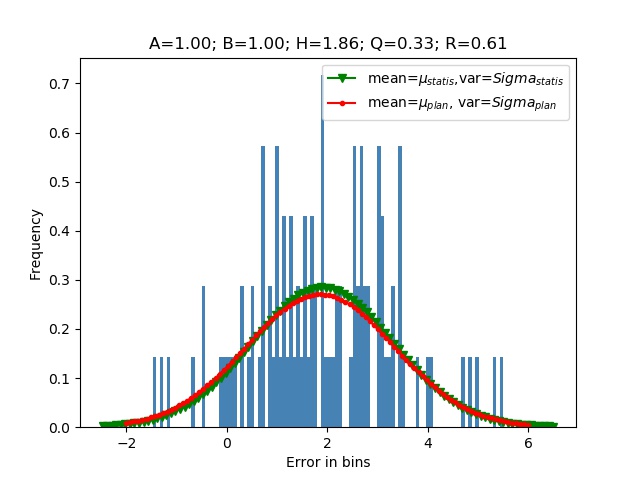 A=1.00; B=1.00; H=1.86; Q=0.33; R=0.61
mean=μstatis,var=Sigmastatis
mean=μplan, var=Sigmaplan
0.7
0.6
0.5
0.4
0.3
0.2
0.1
0.0
Frequency
−2
0
2
4
6
Error in bins